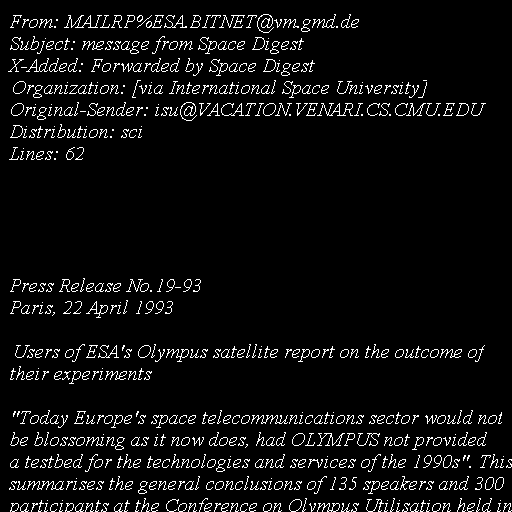 From: MAILRP%ESA.BITNET@vm.gmd.de
Subject: message from Space Digest
X-Added: Forwarded by Space Digest
Organization: [via International Space University]
Original-Sender: isu@VACATION.VENARI.CS.CMU.EDU
Distribution: sci
Lines: 62
Press Release No.19-93
Paris, 22 April 1993
Users of ESA's Olympus satellite report on the outcome of
their experiments
"Today Europe's space telecommunications sector would not
be blossoming as it now does, had OLYMPUS not provided
a testbed for the technologies and services of the 1990s". This
summarises the general conclusions of 135 speakers and 300
participants at the Conference on Olympus Utilisation held in